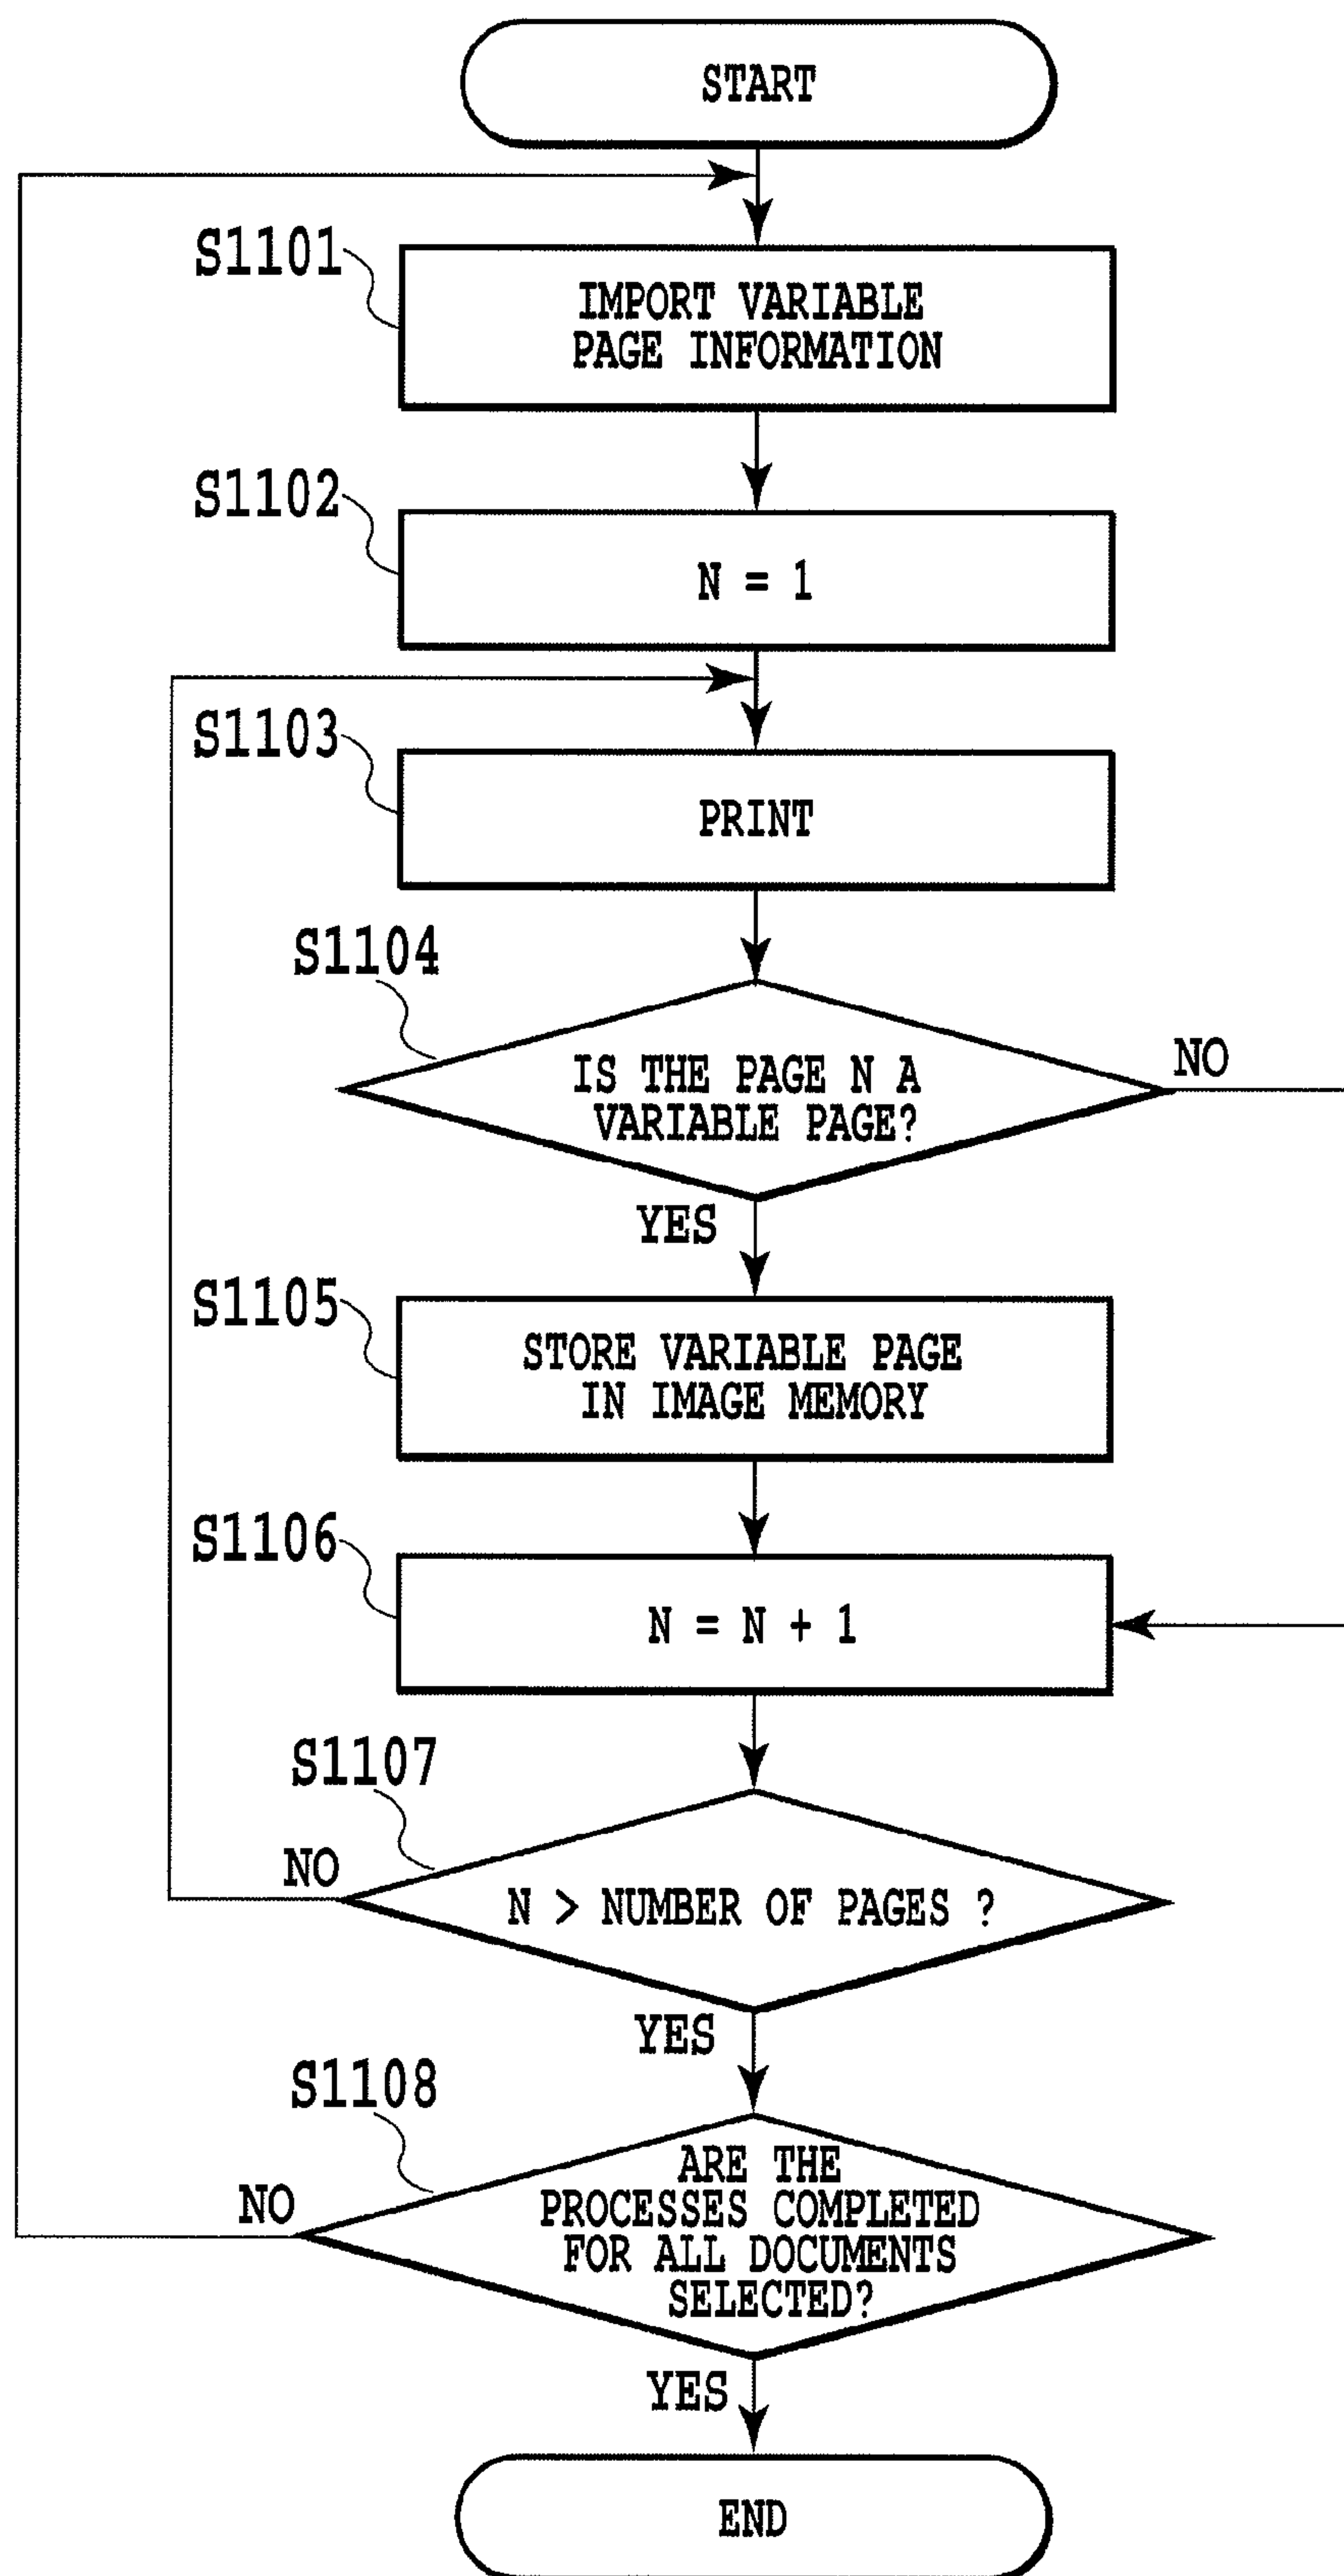 START
S1101
IMPORT VARIABLE
PAGE INFORMATION
S1102
N = 1
S1103
PRINT
S1104
IS THE PAGE N A
VARIABLE PAGE?
NO
YES
S1105
STORE VARIABLE PAGE
IN IMAGE MEMORY
S1106
N = N + 1
S1107
NO
N > NUMBER OF PAGES ?
YES
S1108
NO
ARE THE
PROCESSES COMPLETED
FOR ALL DOCUMENTS
SELECTED?
YES
END